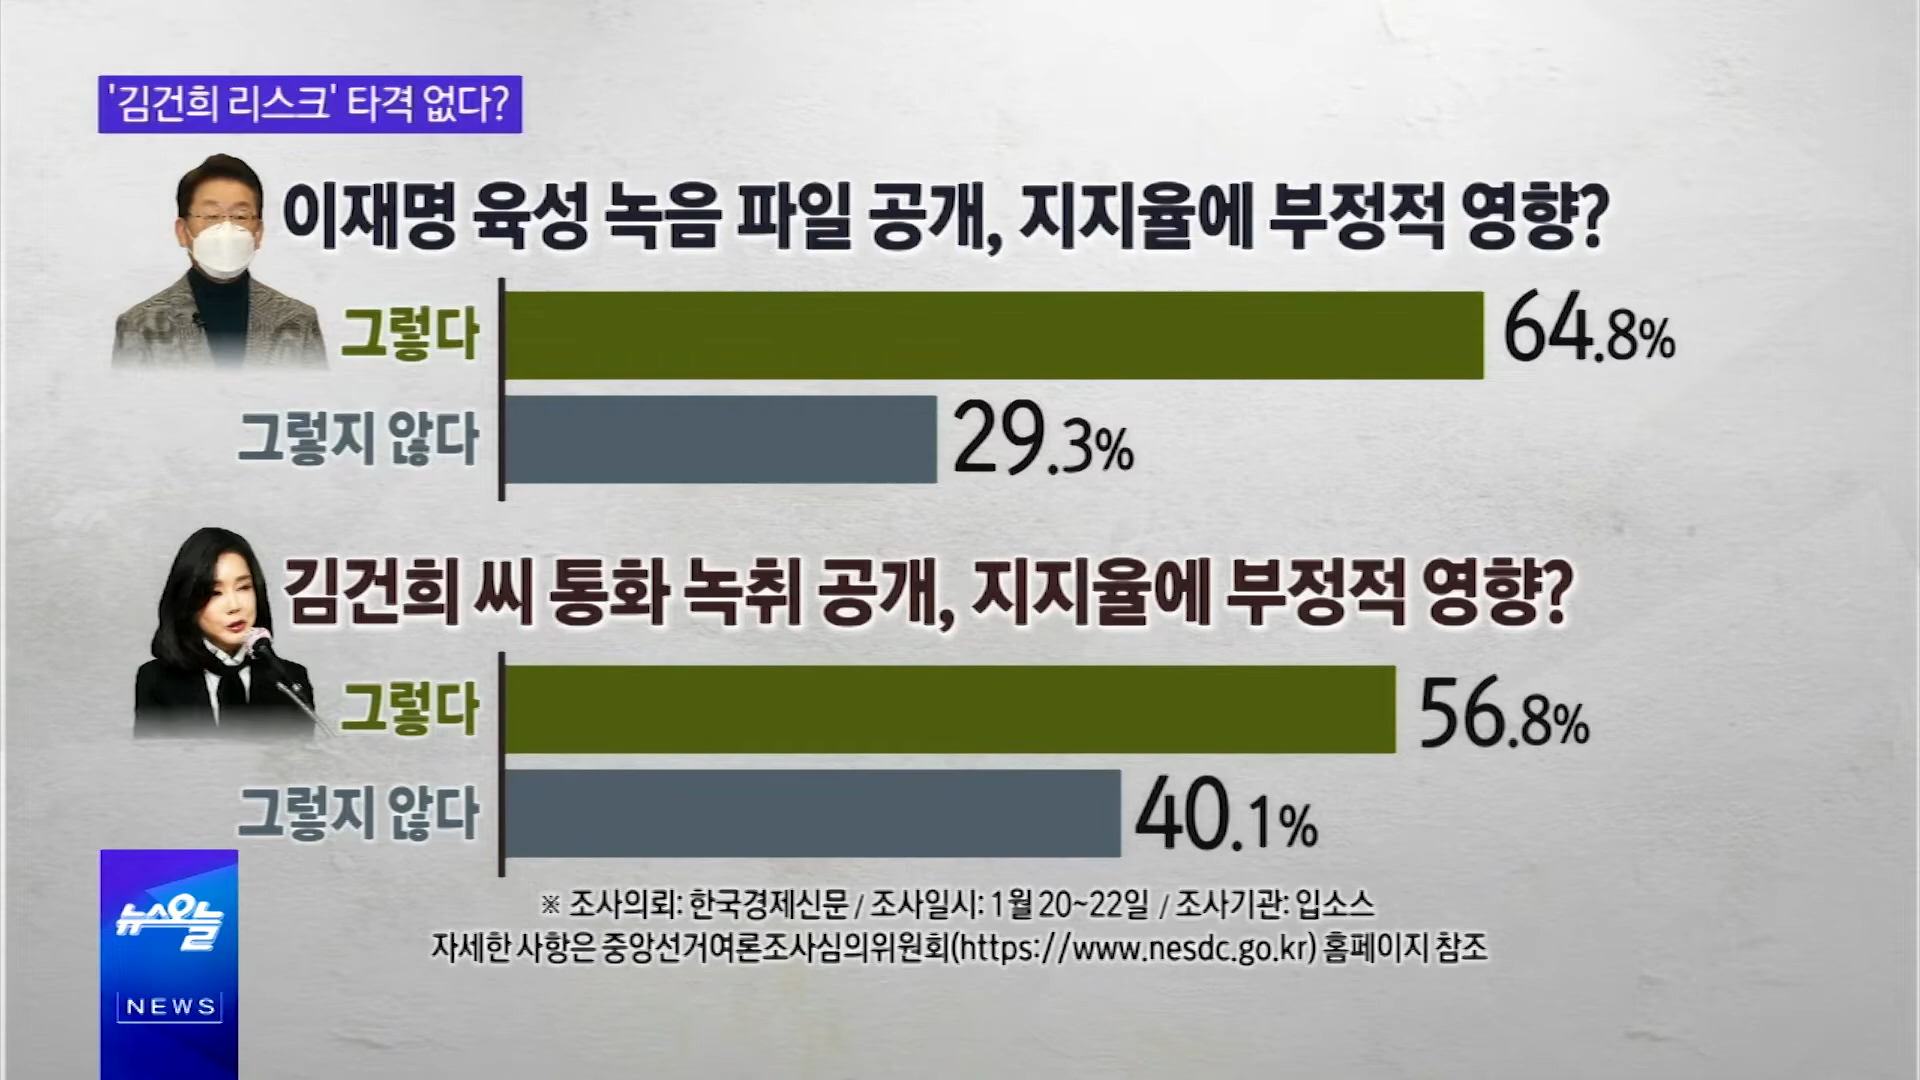 '김건희 리스크' 타격 없다?
이재명 육성 녹음 파일 공개, 지지율에 부정적 영향?
그렇다 64.8%
그렇지 않다 29.3%
김건희 씨 통화 녹취 공개, 지지율에 부정적 영향?
그렇다 56.8%
그렇지 않다 40.1%
※ 조사의뢰: 한국경제신문 / 조사일시: 1월 20~22일 / 조사기관: 입소스
자세한 사항은 중앙선거여론조사심의위원회(https://www.nesdc.go.kr) 홈페이지 참조
뉴스오늘
NEWS